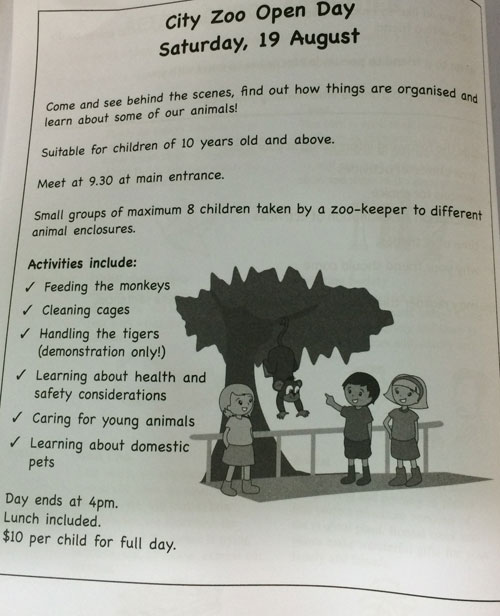 City Zoo Open Day
Saturday, 19 August
Come and see behind the scenes, find out how things are organised and
learn about some of our animals!
Suitable for children of 10 years old and above.
Meet at 9.30 at main entrance.
Small groups of maximum 8 children taken by a zoo-keeper to different
animal enclosures.
Activities include:
✓ Feeding the monkeys
✓ Cleaning cages
✓ Handling the tigers
(demonstration only!)
✓ Learning about health and
safety considerations
✓ Caring for young animals
✓ Learning about domestic
pets
Day ends at 4pm.
Lunch included.
$10 per child for full day.